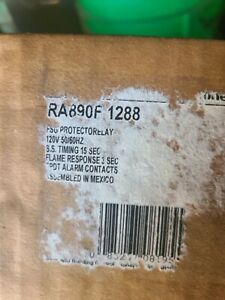 RA890F 1288
FSG PROTECTORELAY
120V 50/60HZ
S.S. TIMING 15 SEC
FLAME RESPONSE 3 SEC
SPDT ALARM CONTACTS
ASSEMBLED IN MEXICO